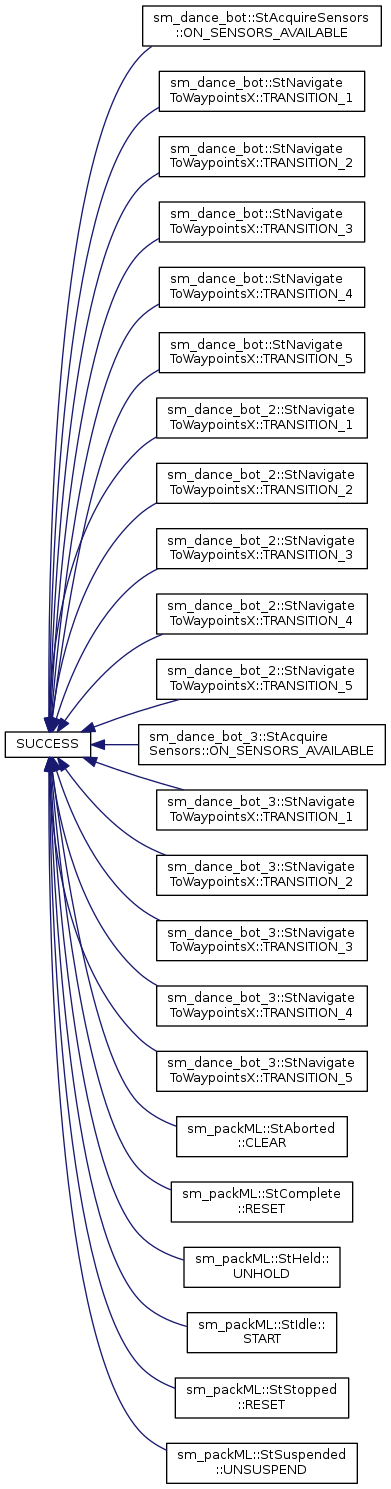 sm_dance_bot::StAcquireSensors
::ON_SENSORS_AVAILABLE
sm_dance_bot::StNavigate
ToWaypointsX::TRANSITION_1
sm_dance_bot::StNavigate
ToWaypointsX::TRANSITION_2
sm_dance_bot::StNavigate
ToWaypointsX::TRANSITION_3
sm_dance_bot::StNavigate
ToWaypointsX::TRANSITION_4
sm_dance_bot::StNavigate
ToWaypointsX::TRANSITION_5
sm_dance_bot_2::StNavigate
ToWaypointsX::TRANSITION_1
sm_dance_bot_2::StNavigate
ToWaypointsX::TRANSITION_2
sm_dance_bot_2::StNavigate
ToWaypointsX::TRANSITION_3
sm_dance_bot_2::StNavigate
ToWaypointsX::TRANSITION_4
sm_dance_bot_2::StNavigate
ToWaypointsX::TRANSITION_5
SUCCESS
sm_dance_bot_3::StAcquire
Sensors::ON_SENSORS_AVAILABLE
sm_dance_bot_3::StNavigate
ToWaypointsX::TRANSITION_1
sm_dance_bot_3::StNavigate
ToWaypointsX::TRANSITION_2
sm_dance_bot_3::StNavigate
ToWaypointsX::TRANSITION_3
sm_dance_bot_3::StNavigate
ToWaypointsX::TRANSITION_4
sm_dance_bot_3::StNavigate
ToWaypointsX::TRANSITION_5
sm_packML::StAborted
::CLEAR
sm_packML::StComplete
::RESET
sm_packML::StHeld::
UNHOLD
sm_packML::StIdle::
START
sm_packML::StStopped
::RESET
sm_packML::StSuspended
::UNSUSPEND